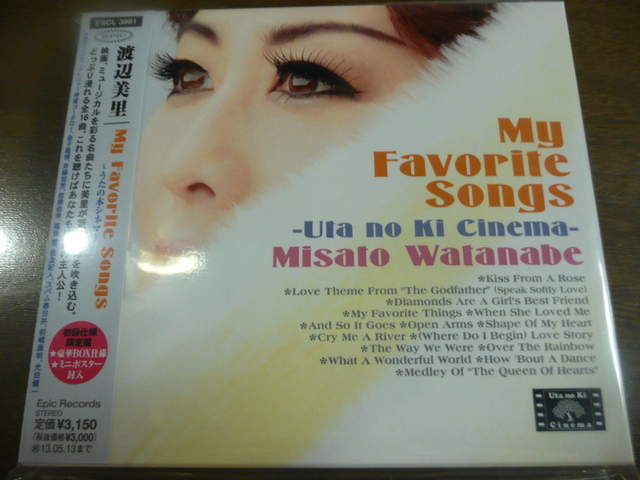 ESCL 3991
EPIC
渡辺美里 My Favorite Songs
~うたの木シネマ~
映画、ミュージカルを彩る名曲たちに美里が
どっぷり浸れる全16曲。これを聴けばあなたも
を吹き込む。
の主人公!
初回仕様
限定盤
★豪華BOX仕様
★ミニポスター
封入
Epic Records
STEREO
定価¥3,150
(税抜価格¥3,000)
13.05.13まで
My
Favorite
Songs
-Uta no Ki Cinema-
Misato Watanabe
★Kiss From A Rose
★Love Theme From "The Godfather" (Speak Softly Love)
★Diamonds Are A Girl's Best Friend
★My Favorite Things ★When She Loved Me
★And So It Goes ★Open Arms ★Shape Of My Heart
★Cry Me A River ★(Where Do I Begin) Love Story
★The Way We Were ★Over The Rainbow
★What A Wonderful World ★How 'Bout A Dance
★Medley Of "The Queen Of Hearts"
Uta no Ki
Cinema